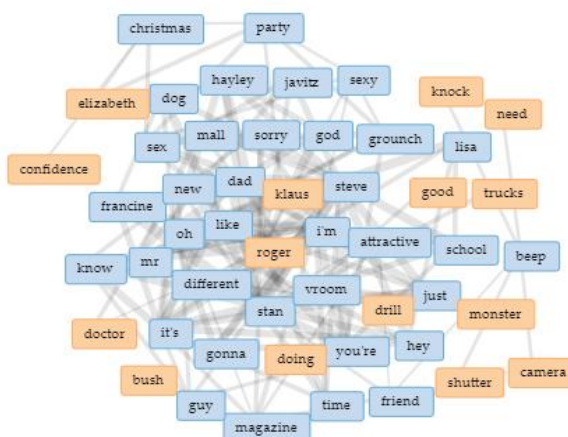 christmas
party
hayley
javitz
sexy
elizabeth
dog
knock
need
mall
sorry
god
grounch
sex
lisa
confidence
new
dad
klaus
steve
good
trucks
francine
oh
like
i'm
attractive
school
roger
know
mr
beep
different
vroom
stan
drill
just
monster
doctor
it's
gonna
doing
you're
hey
bush
shutter
camera
guy
time
friend
magazine